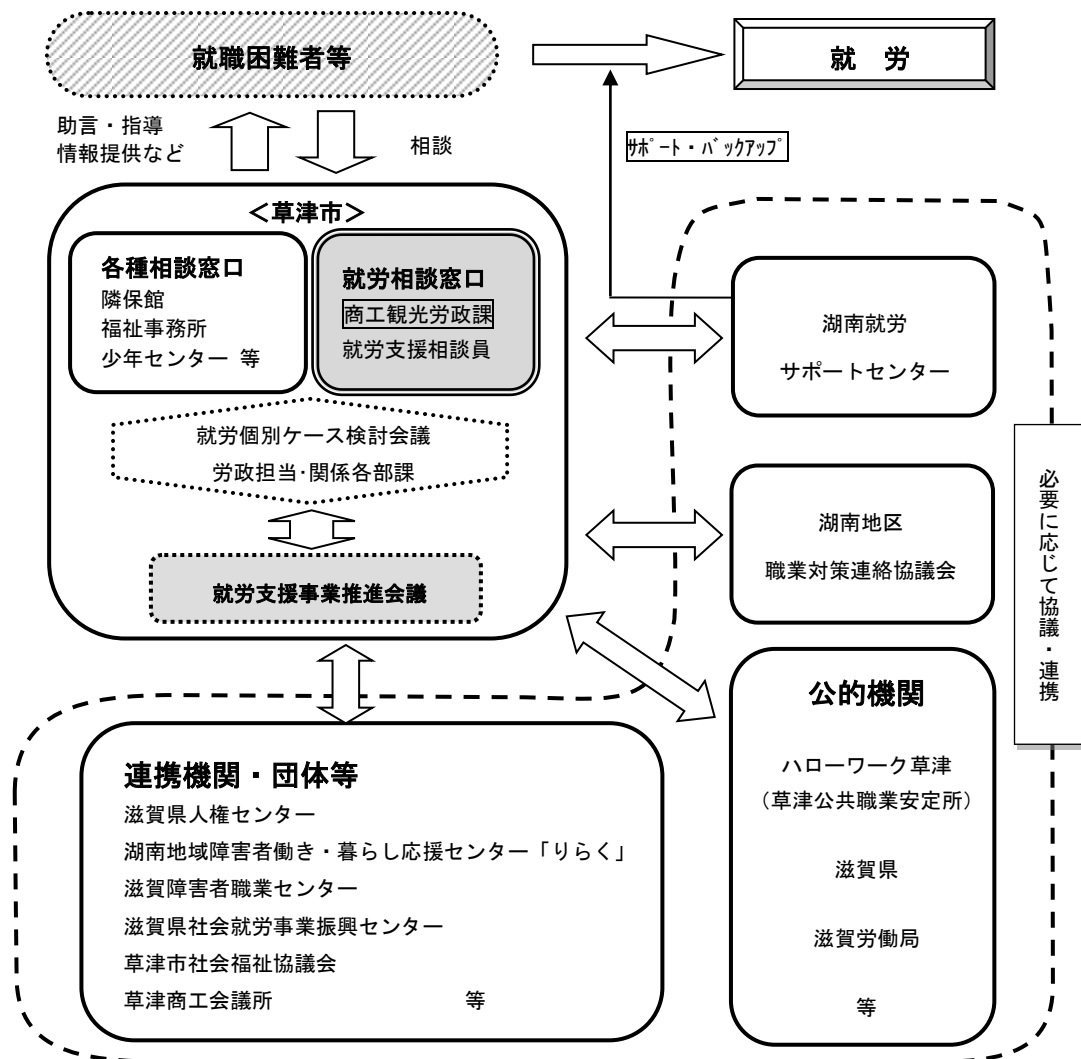 就職困難者等
就　労
助言・指導
情報提供など
相談
ｻﾎﾟｰﾄ・ﾊﾞｯｸｱｯﾌﾟ
＜草津市＞
各種相談窓口
隣保館
福祉事務所
少年センター 等
就労相談窓口
商工観光労政課
就労支援相談員
就労個別ケース検討会議
労政担当･関係各部課
就労支援事業推進会議
湖南就労
サポートセンター
湖南地区
職業対策連絡協議会
必要に応じて協議・連携
公的機関
ハローワーク草津
（草津公共職業安定所）
滋賀県
滋賀労働局
等
連携機関・団体等
滋賀県人権センター
湖南地域障害者働き・暮らし応援センター「りらく」
滋賀障害者職業センター
滋賀県社会就労事業振興センター
草津市社会福祉協議会
草津商工会議所　　　　　　　等